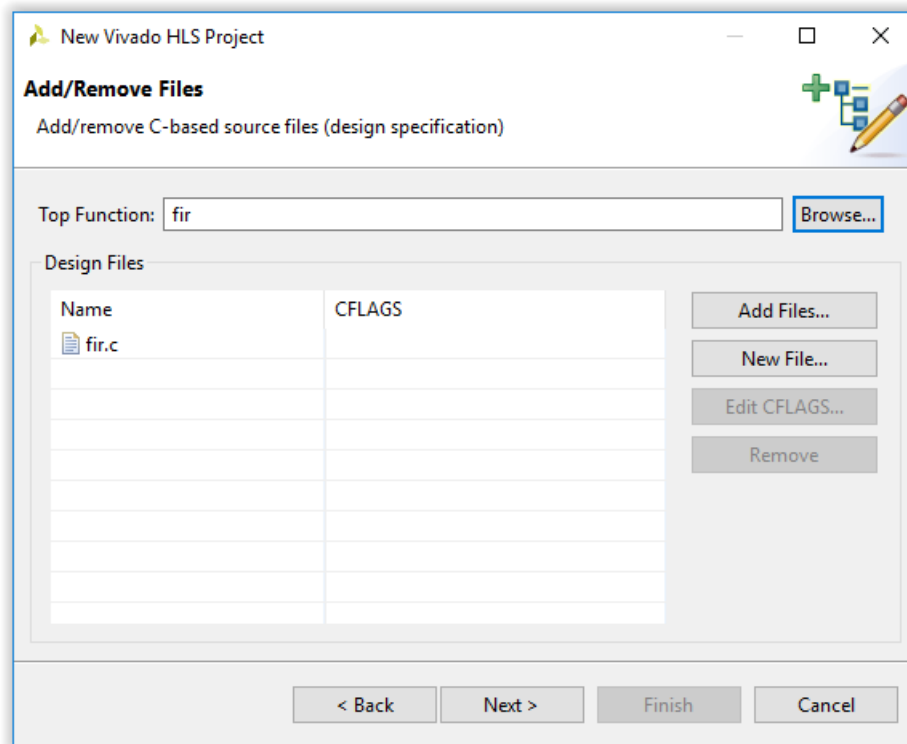 New Vivado HLS Project
Add/Remove Files
Add/remove C-based source files (design specification)
Top Function: fir Browse...
Design Files
Name CFLAGS
Add Files...
fir.c
New File...
Edit CFLAGS...
Remove
< Back Next > Finish Cancel